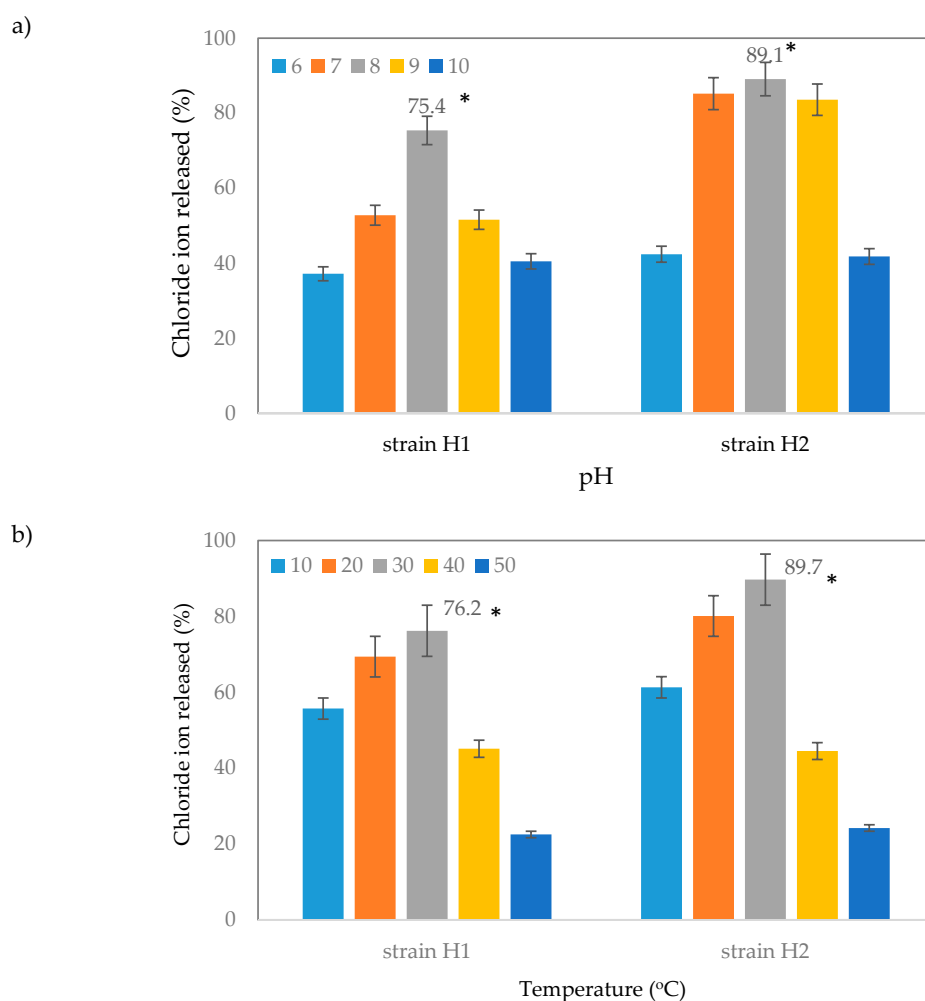 a)
Chloride ion released (%)
100
80
60
40
20
0
6 7 8 9 10
75.4 *
89.1 *
strain H1 strain H2
pH
b)
Chloride ion released (%)
100
80
60
40
20
0
10 20 30 40 50
76.2 *
89.7 *
strain H1 strain H2
Temperature (°C)